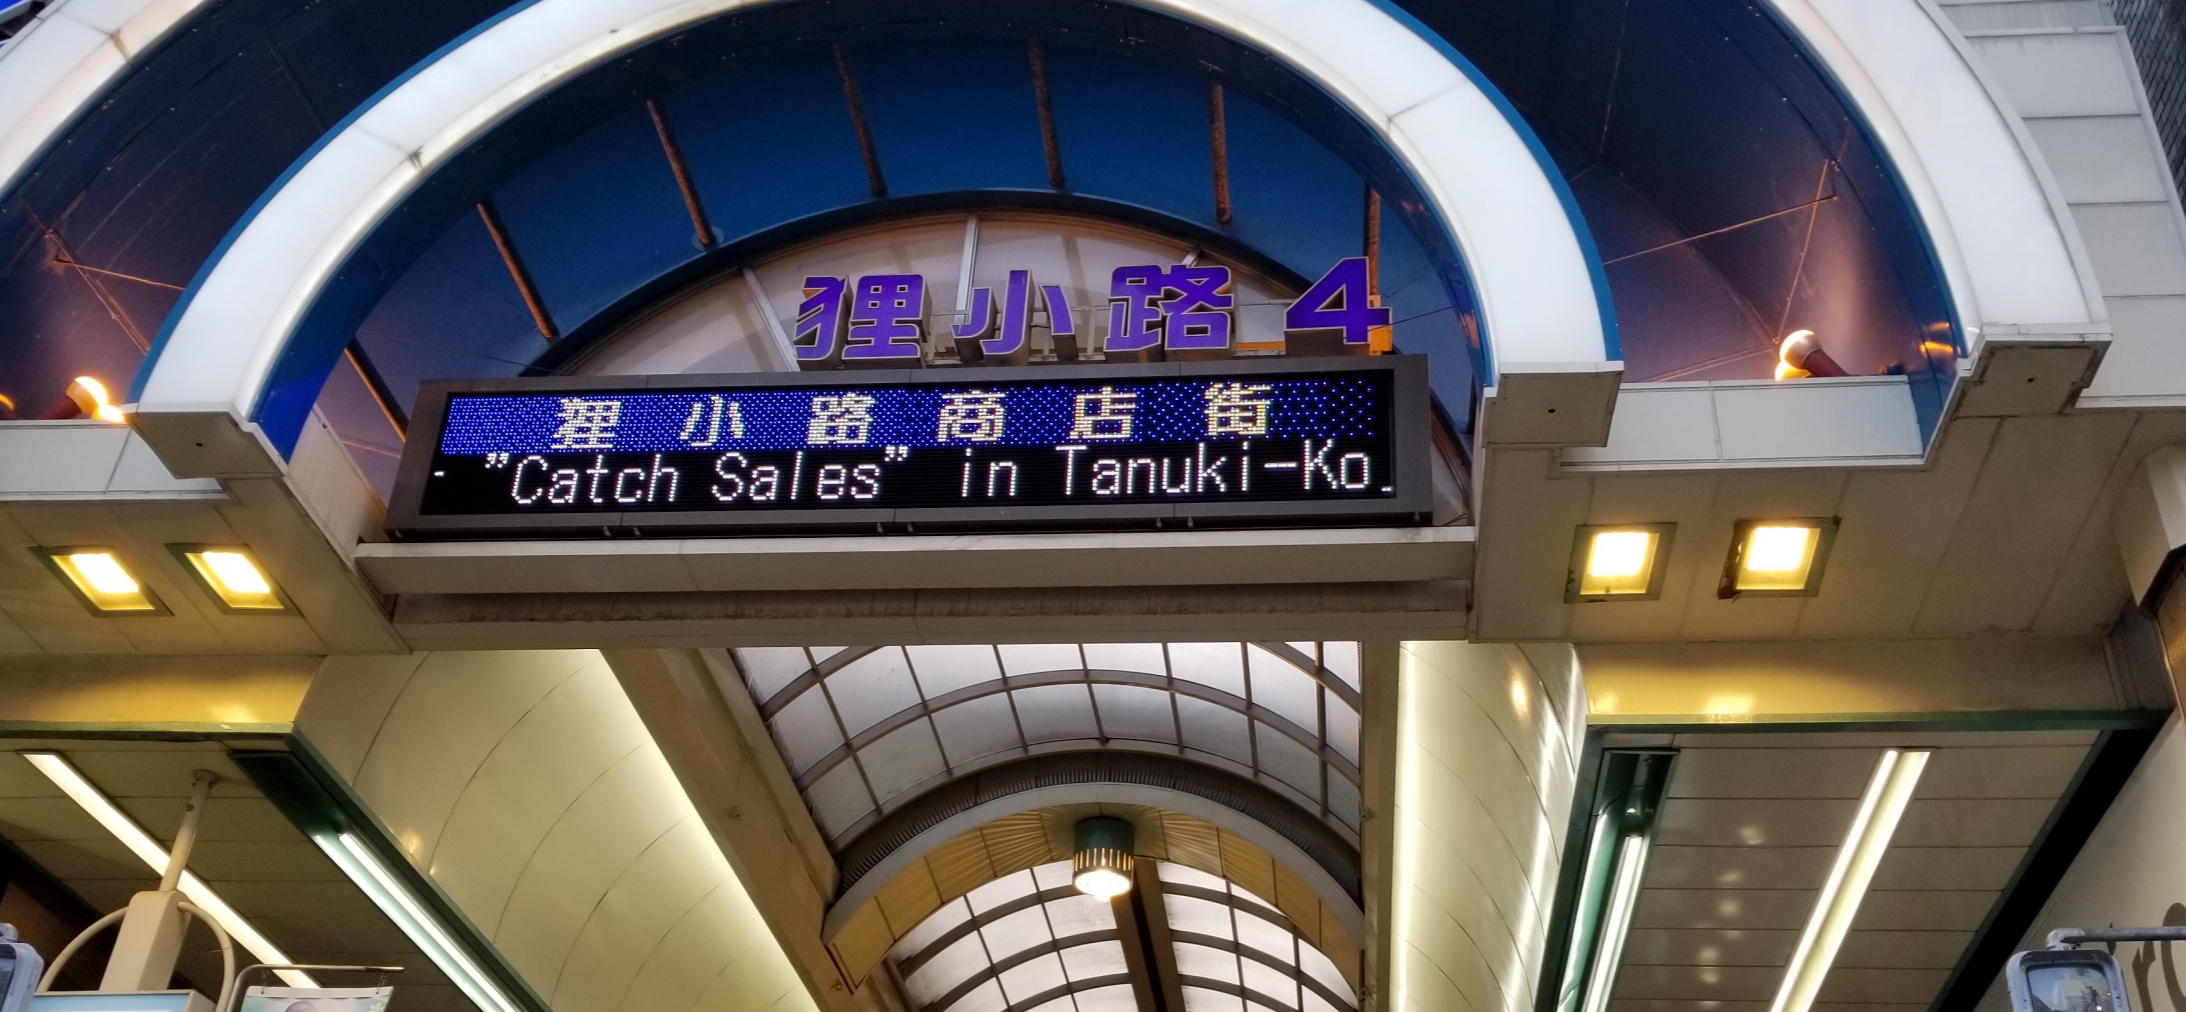 狸小路4
狸小路商店街
- ”Catch Sales” in Tanuki-Ko